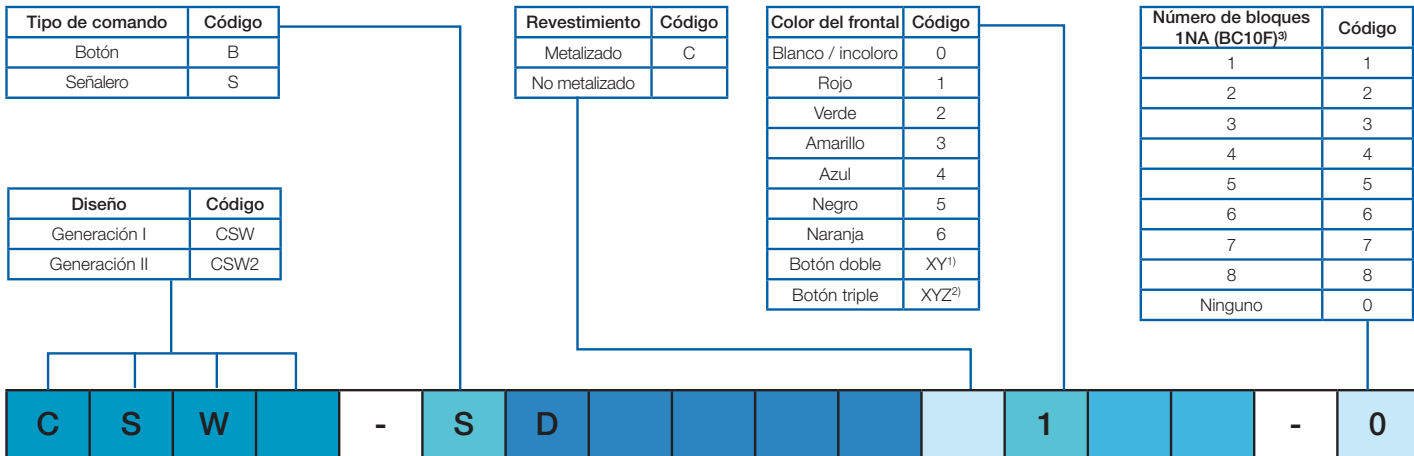 Tipo de comando Código
Botón B
Señalero S
Revestimiento Código
Metalizado C
No metalizado
Color del frontal Código
Blanco / incoloro 0
Rojo 1
Verde 2
Amarillo 3
Azul 4
Negro 5
Naranja 6
Botón doble XY1)
Botón triple XYZ2)
Número de bloques
1NA (BC10F)3) Código
1 1
2 2
3 3
4 4
5 5
6 6
7 7
8 8
Ninguno 0
Diseño Código
Generación I CSW
Generación II CSW2
C S W - S D 1 - 0